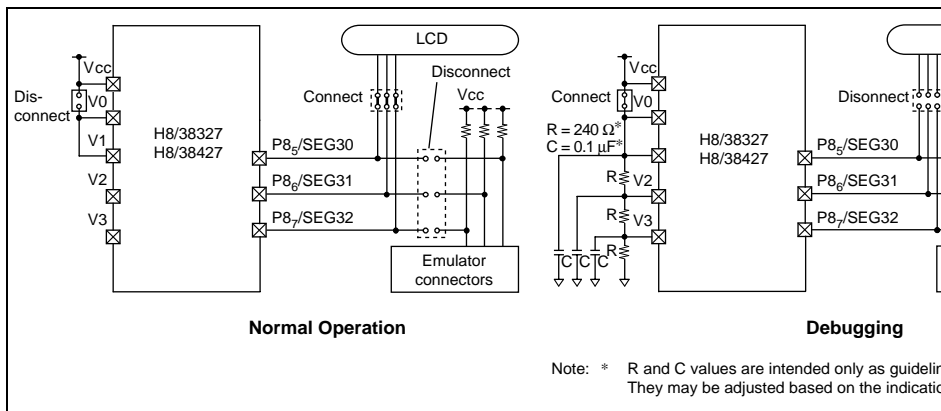 LCD
Vcc
Dis-
connect
V0
V1
V2
V3
H8/38327
H8/38427
Connect
Disconnect
Vcc
P8₅/SEG30
P8₆/SEG31
P8₇/SEG32
Emulator
connectors
Normal Operation
Vcc
Connect
V0
R = 240 Ω*
C = 0.1 µF*
R
V2
R
V3
R
C
C
C
H8/38327
H8/38427
Disonnect
P8₅/SEG30
P8₆/SEG31
P8₇/SEG32
Debugging
Note: * R and C values are intended only as
They may be adjusted based on the